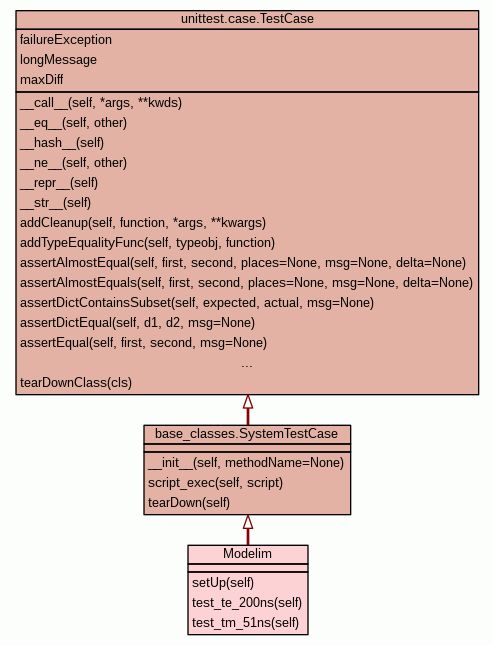 unittest.case.TestCase
failureException
longMessage
maxDiff
__call__(self, *args, **kwds)
__eq__(self, other)
__hash__(self)
__ne__(self, other)
__repr__(self)
__str__(self)
addCleanup(self, function, *args, **kwargs)
addTypeEqualityFunc(self, typeobj, function)
assertAlmostEqual(self, first, second, places=None, msg=None, delta=None)
assertAlmostEquals(self, first, second, places=None, msg=None, delta=None)
assertDictContainsSubset(self, expected, actual, msg=None)
assertDictEqual(self, d1, d2, msg=None)
assertEqual(self, first, second, msg=None)
...
tearDownClass(cls)
base_classes.SystemTestCase
__init__(self, methodName=None)
script_exec(self, script)
tearDown(self)
Modelim
setUp(self)
test_te_200ns(self)
test_tm_51ns(self)